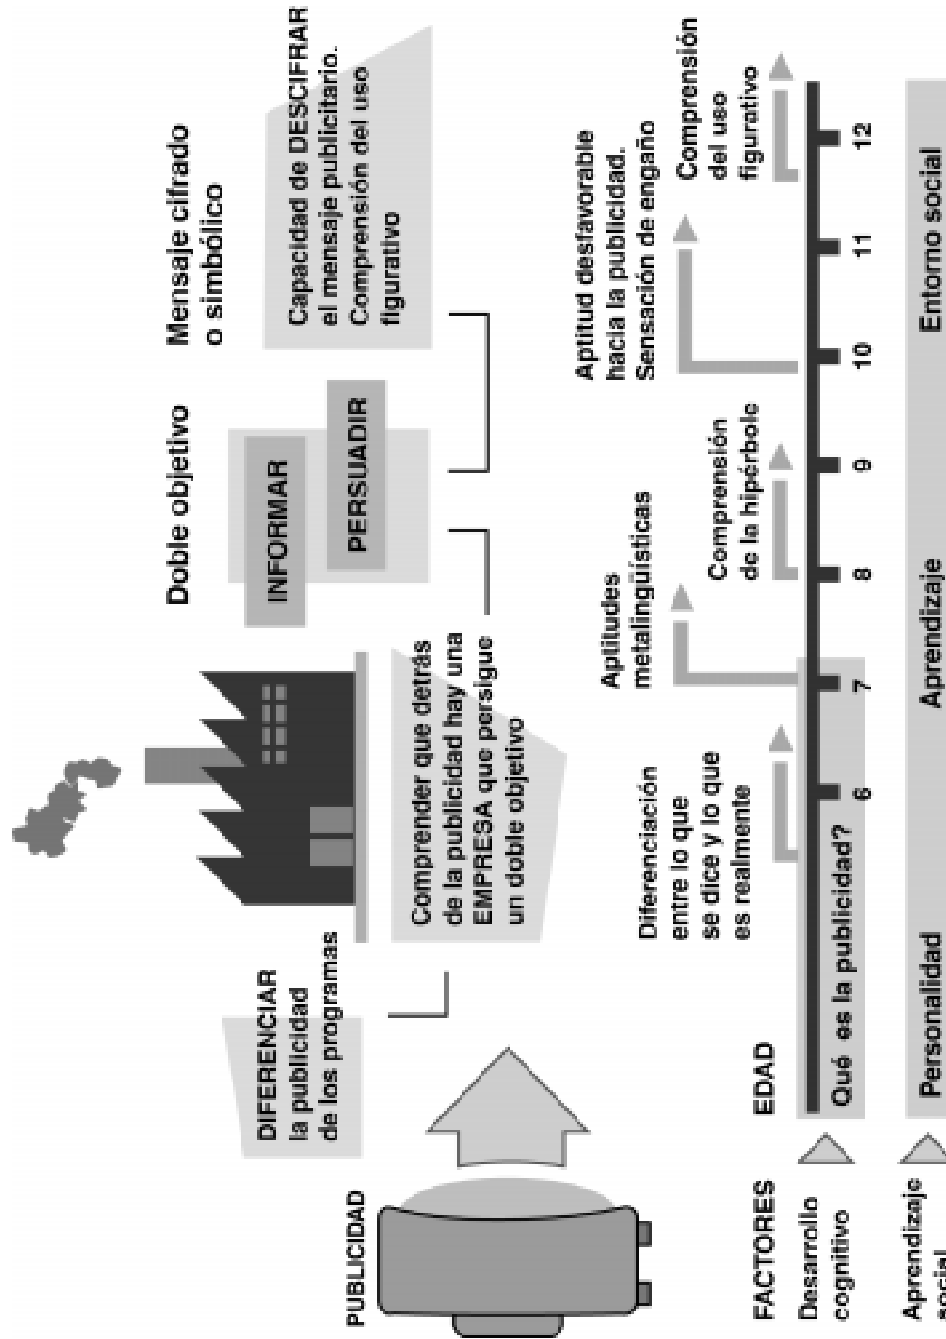 PUBLICIDAD
DIFERENCIAR
la publicidad
de los programas
Comprender que detrás
de la publicidad hay una
EMPRESA que persigue
un doble objetivo
Doble objetivo
INFORMAR
PERSUADIR
Mensaje cifrado
o simbólico
Capacidad de DESCIFRAR
el mensaje publicitario.
Comprensión del uso
figurativo
FACTORES
EDAD
Desarrollo
cognitivo
Diferenciación
entre lo que
se dice y lo que
es realmente
Aptitudes
metalingüísticas
Comprensión
de la hipérbole
Aptitud desfavorable
hacia la publicidad.
Sensación de engaño
Comprensión
del uso
figurativo
Qué es la publicidad?
6 7 8 9 10 11 12
Aprendizaje
social
Personalidad Aprendizaje Entorno social